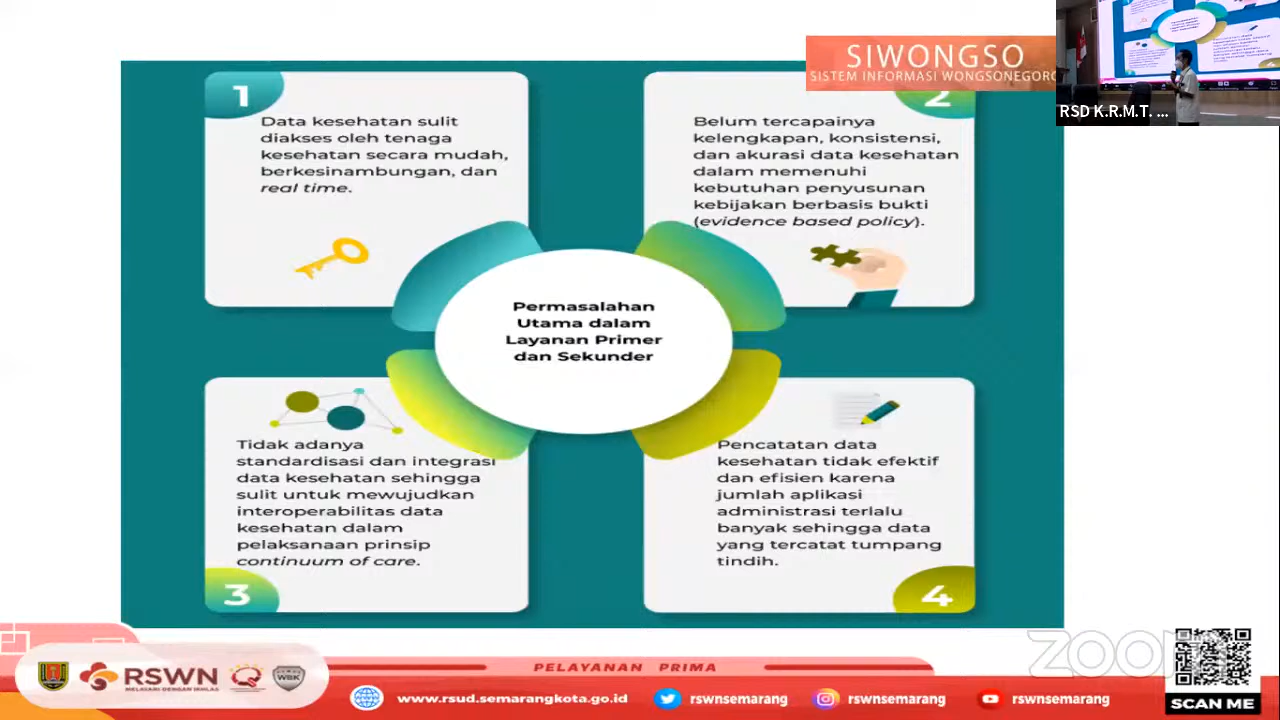 SIWONGSO
SISTEM INFORMASI WONGSONEGORO
RSD K.R.M.T. ...
1
Data kesehatan sulit
diakses oleh tenaga
kesehatan secara mudah,
berkesinambungan, dan
real time.
2
Belum tercapainya
kelengkapan, konsistensi,
dan akurasi data kesehatan
dalam memenuhi
kebutuhan penyusunan
kebijakan berbasis bukti
(evidence based policy).
Permasalahan
Utama dalam
Layanan Primer
dan Sekunder
Tidak adanya
standardisasi dan integrasi
data kesehatan sehingga
sulit untuk mewujudkan
interoperabilitas data
kesehatan dalam
pelaksanaan prinsip
continuum of care.
3
Pencatatan data
kesehatan tidak efektif
dan efisien karena
jumlah aplikasi
administrasi terlalu
banyak sehingga data
yang tercatat tumpang
tindih.
4
zoom
RSWN
MELAYANI DENGAN IKHLAS
WBK
PELAYANAN PRIMA
www.rsud.semarangkota.go.id
rswnsemarang
rswnsemarang
rswnsemarang
SCAN ME